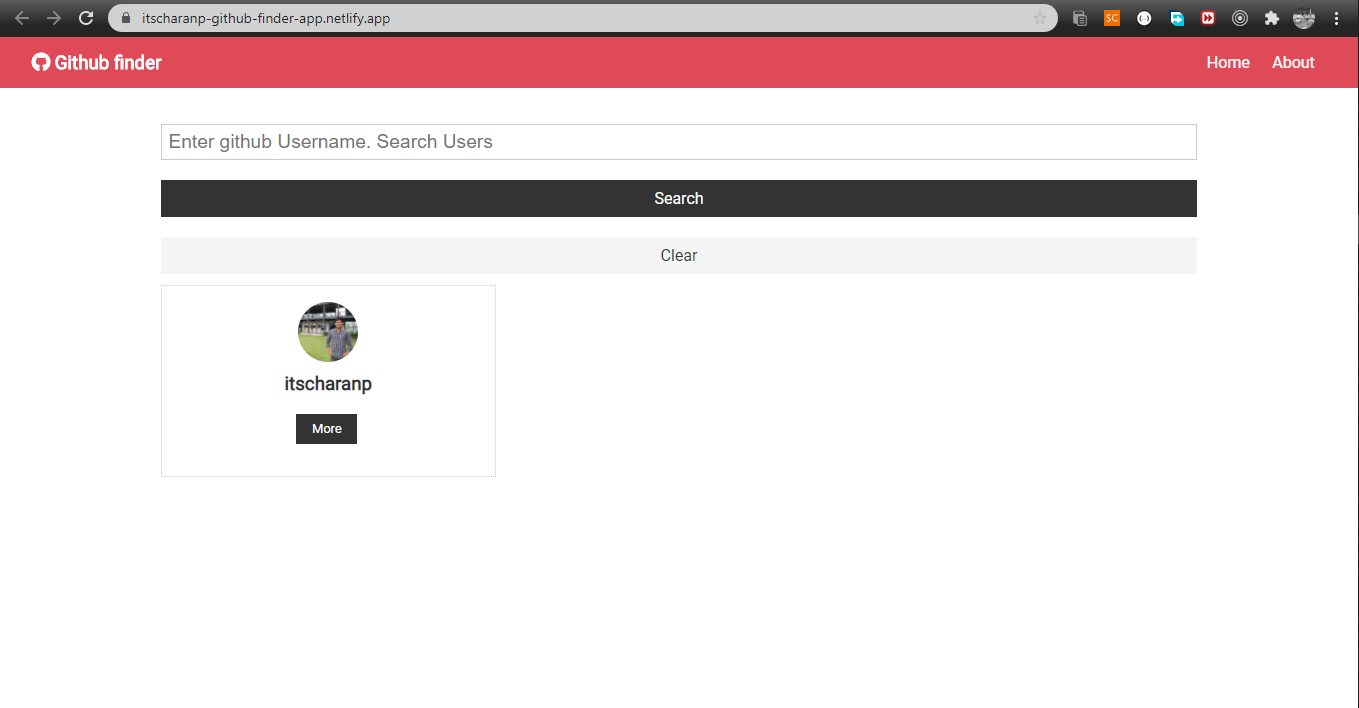 itscharanp-github-finder-app.netlify.app
SC
Github finder
Home About
Enter github Username. Search Users
Search
Clear
itscharanp
More